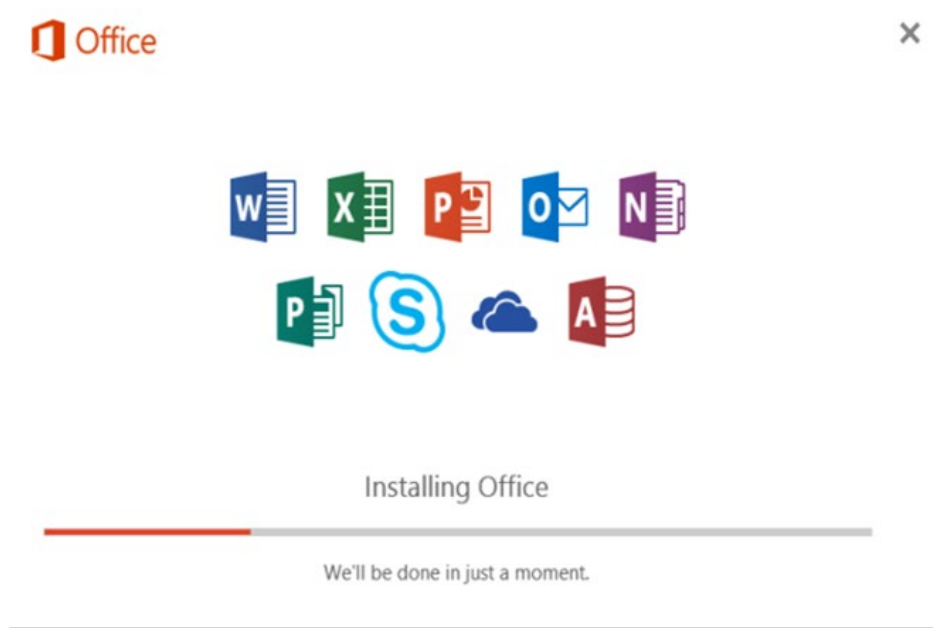 Office
W X P O N
P S A
Installing Office
We'll be done in just a moment.